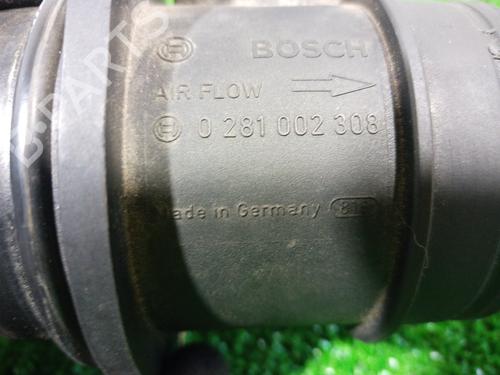 B-PARTS
BOSCH
AIR FLOW
0 281 002 308
Made in Germany